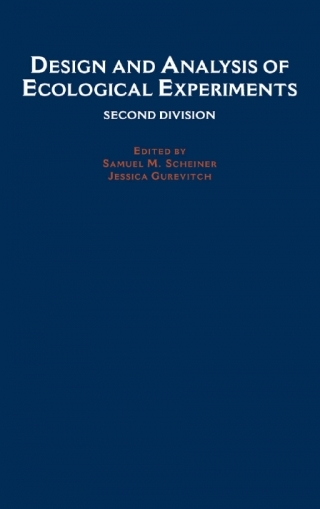 DESIGN AND ANALYSIS OF
ECOLOGICAL EXPERIMENTS
SECOND DIVISION
EDITED BY
SAMUEL M. SCHEINER
JESSICA GUREVITCH